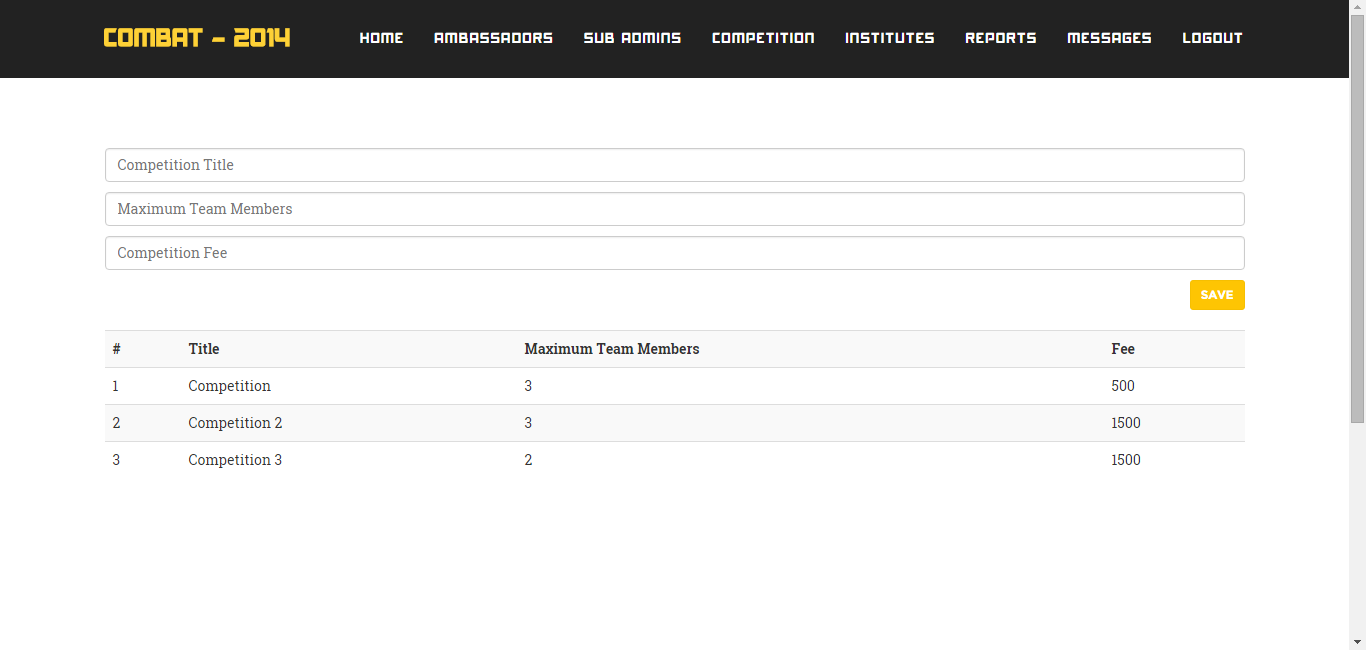 COMBAT - 2014 HOME AMBASSADORS SUB ADMINS COMPETITION INSTITUTES REPORTS MESSAGES LOGOUT
Competition Title
Maximum Team Members
Competition Fee
SAVE
# Title Maximum Team Members Fee
1 Competition 3 500
2 Competition 2 3 1500
3 Competition 3 2 1500